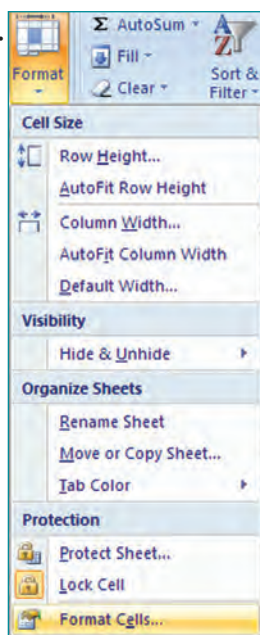 Format
Σ AutoSum
Fill
Clear
A
Z
Sort &
Filter
Cell Size
Row Height...
AutoFit Row Height
Column Width...
AutoFit Column Width
Default Width...
Visibility
Hide & Unhide
Organize Sheets
Rename Sheet
Move or Copy Sheet...
Tab Color
Protection
Protect Sheet...
Lock Cell
Format Cells...